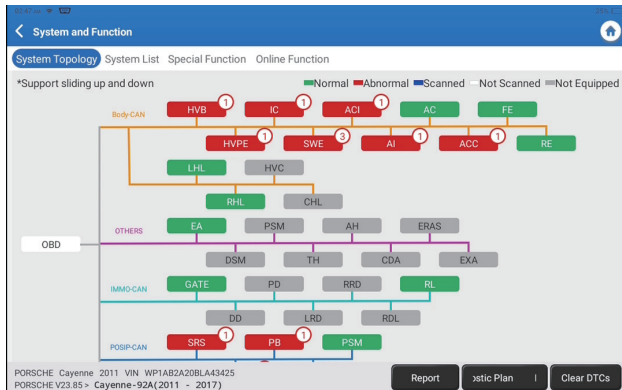 System and Function
System Topology System List Special Function Online Function
*Support sliding up and down Normal Abnormal Scanned Not Scanned Not Equipped
Body-CAN
HVB 1 IC 1 ACI 1 AC FE
HVPE 1 SWE 3 AI 1 ACC 1 RE
LHL HVC
RHL CHL
OTHERS
EA PSM AH ERAS
OBD
DSM TH CDA EXA
IMMO-CAN
GATE PD RRD RL
DD LRD RDL
POSIP-CAN
SRS 1 PB 1 PSM
PORSCHE Cayenne 2011 VIN WP1AB2A20BLA43425
PORSCHE V23.85 > Cayenne-92A(2011 - 2017)
Report ostic Plan I Clear DTCs